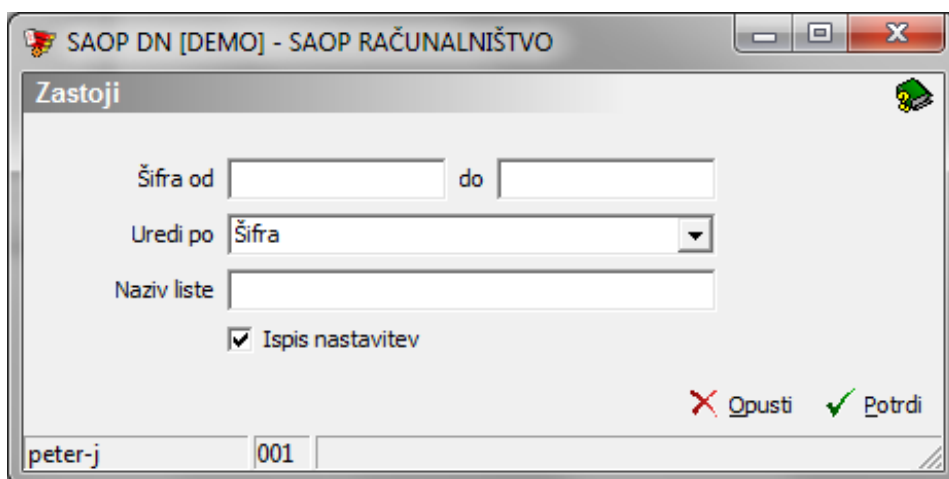 SAOP DN [DEMO] - SAOP RAČUNALNIŠTVO
Zastoji
Šifra od do
Uredi po Šifra
Naziv liste
Ispis nastavitev
Opusti Potrdi
peter-j 001